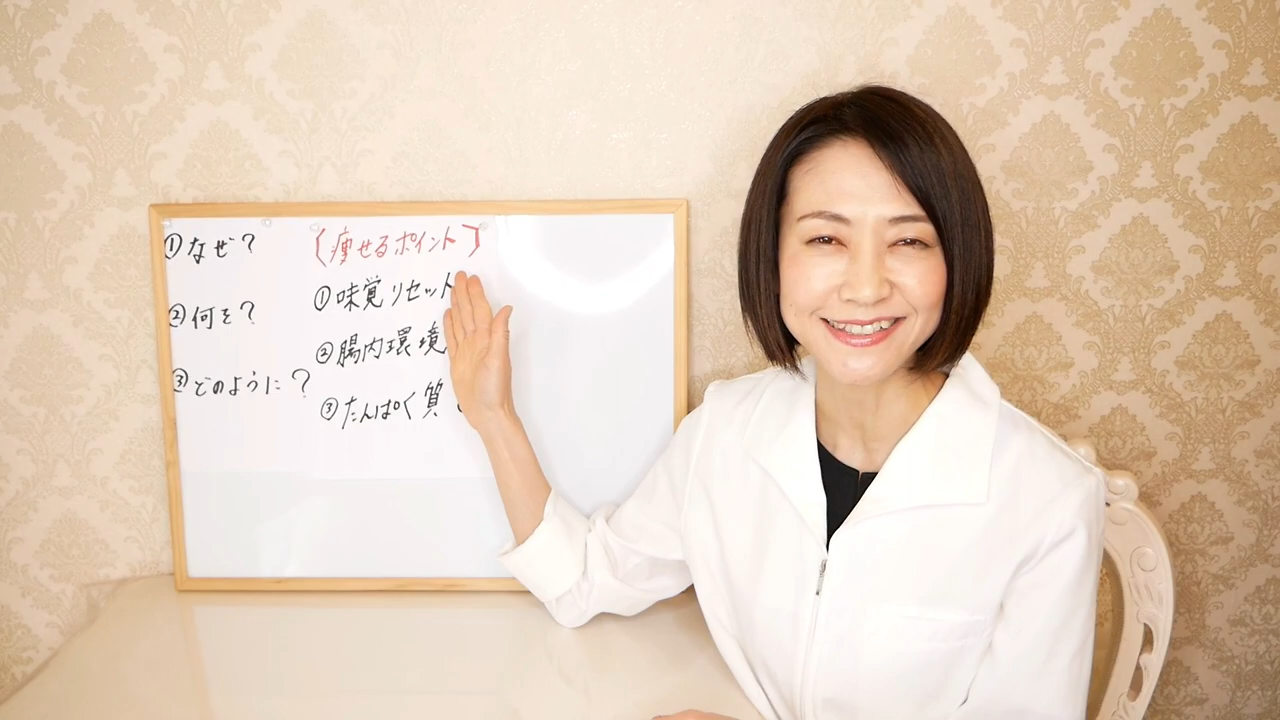 ①なぜ?
②何を?
③どのように?
〔痩せるポイント〕
①味覚リセット
②腸内環境
③たんぱく質